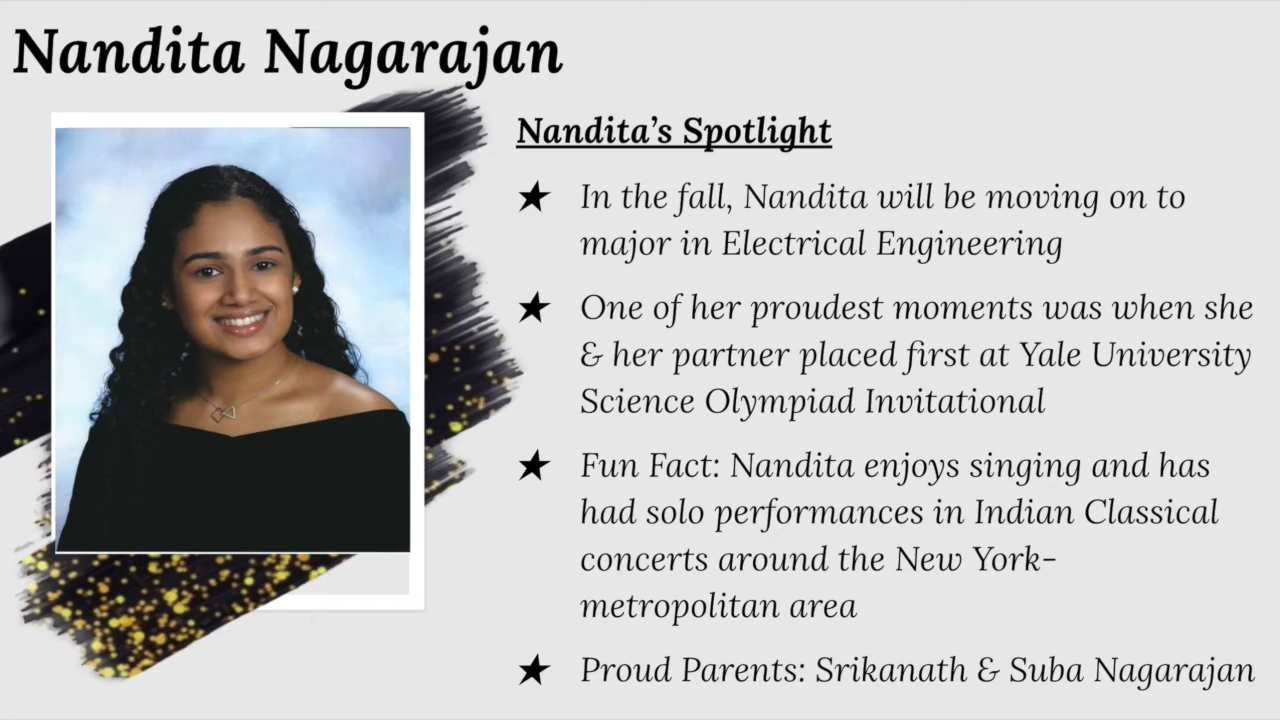 Nandita Nagarajan
Nandita's Spotlight
★ In the fall, Nandita will be moving on to
major in Electrical Engineering
★ One of her proudest moments was when she
& her partner placed first at Yale University
Science Olympiad Invitational
★ Fun Fact: Nandita enjoys singing and has
had solo performances in Indian Classical
concerts around the New York-
metropolitan area
★ Proud Parents: Srikanath & Suba Nagarajan